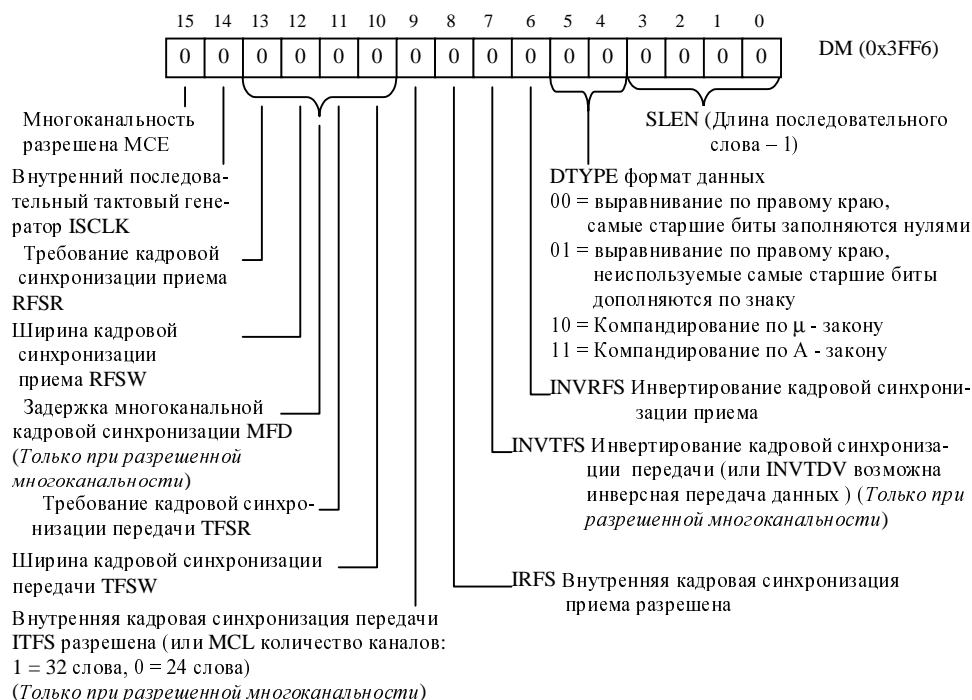 15 14 13 12 11 10 9 8 7 6 5 4 3 2 1 0
0 0 0 0 0 0 0 0 0 0 0 0 0 0 0 0
DM (0x3FF6)
Многоканальность
разрешена MCE
Внутренний последова-
тельный тактовый гене-
ратор ISCLK
Требование кадровой
синхронизации приема
RFSR
Ширина кадровой
синхронизации
приема RFSW
Задержка многоканальной
кадровой синхронизации MFD
(Только при разрешенной
многоканальности)
Требование кадровой синхро-
низации передачи TFSR
Ширина кадровой синхронизации
передачи TFSW
Внутренняя кадровая синхронизация передачи
ITFS разрешена (или MCL количество каналов:
1 = 32 слова, 0 = 24 слова)
(Только при разрешенной многоканальности)
SLEN (Длина последовательного
слова – 1)
DTYPE формат данных
00 = выравнивание по правому краю,
самые старшие биты заполняются нулями
01 = выравнивание по правому краю,
неиспользуемые самые старшие биты
дополняются по знаку
10 = Компандирование по μ - закону
11 = Компандирование по А - закону
INVRFS Инвертирование кадровой синхрони-
зации приема
INVTFS Инвертирование кадровой синхрониза-
ции передачи (или INVTDV возможна
инверсная передача данных ) (Только при
разрешенной многоканальности)
IRFS Внутренняя кадровая синхронизация
приема разрешена